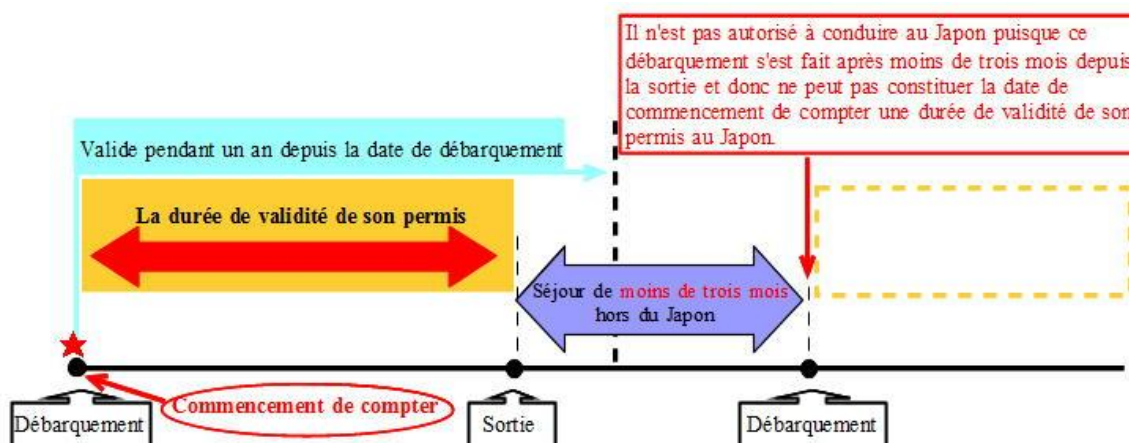 Il n'est pas autorisé à conduire au Japon puisque ce
débarquement s'est fait après moins de trois mois depuis
la sortie et donc ne peut pas constituer la date de
commencement de compter une durée de validité de son
permis au Japon.
Valide pendant un an depuis la date de débarquement
La durée de validité de son permis
Séjour de moins de trois mois
hors du Japon
Commencement de compter
Débarquement
Sortie
Débarquement